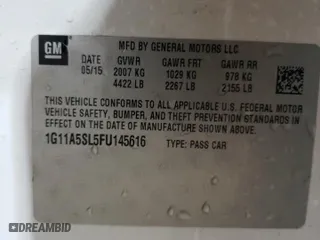 GM
MFD BY GENERAL MOTORS LLC
DATE GVWR GAWR FRT GAWR RR
05/15 2007 KG 1029 KG 978 KG
4422 LB 2267 LB 2155 LB
THIS VEHICLE CONFORMS TO ALL APPLICABLE U.S. FEDERAL MOTOR
VEHICLE SAFETY, BUMPER, AND THEFT PREVENTION STANDARDS
IN EFFECT ON THE DATE OF MANUFACTURE SHOWN ABOVE.
1G11A5SL5FU145616 TYPE: PASS CAR
AUTOHELPERBOT.COM